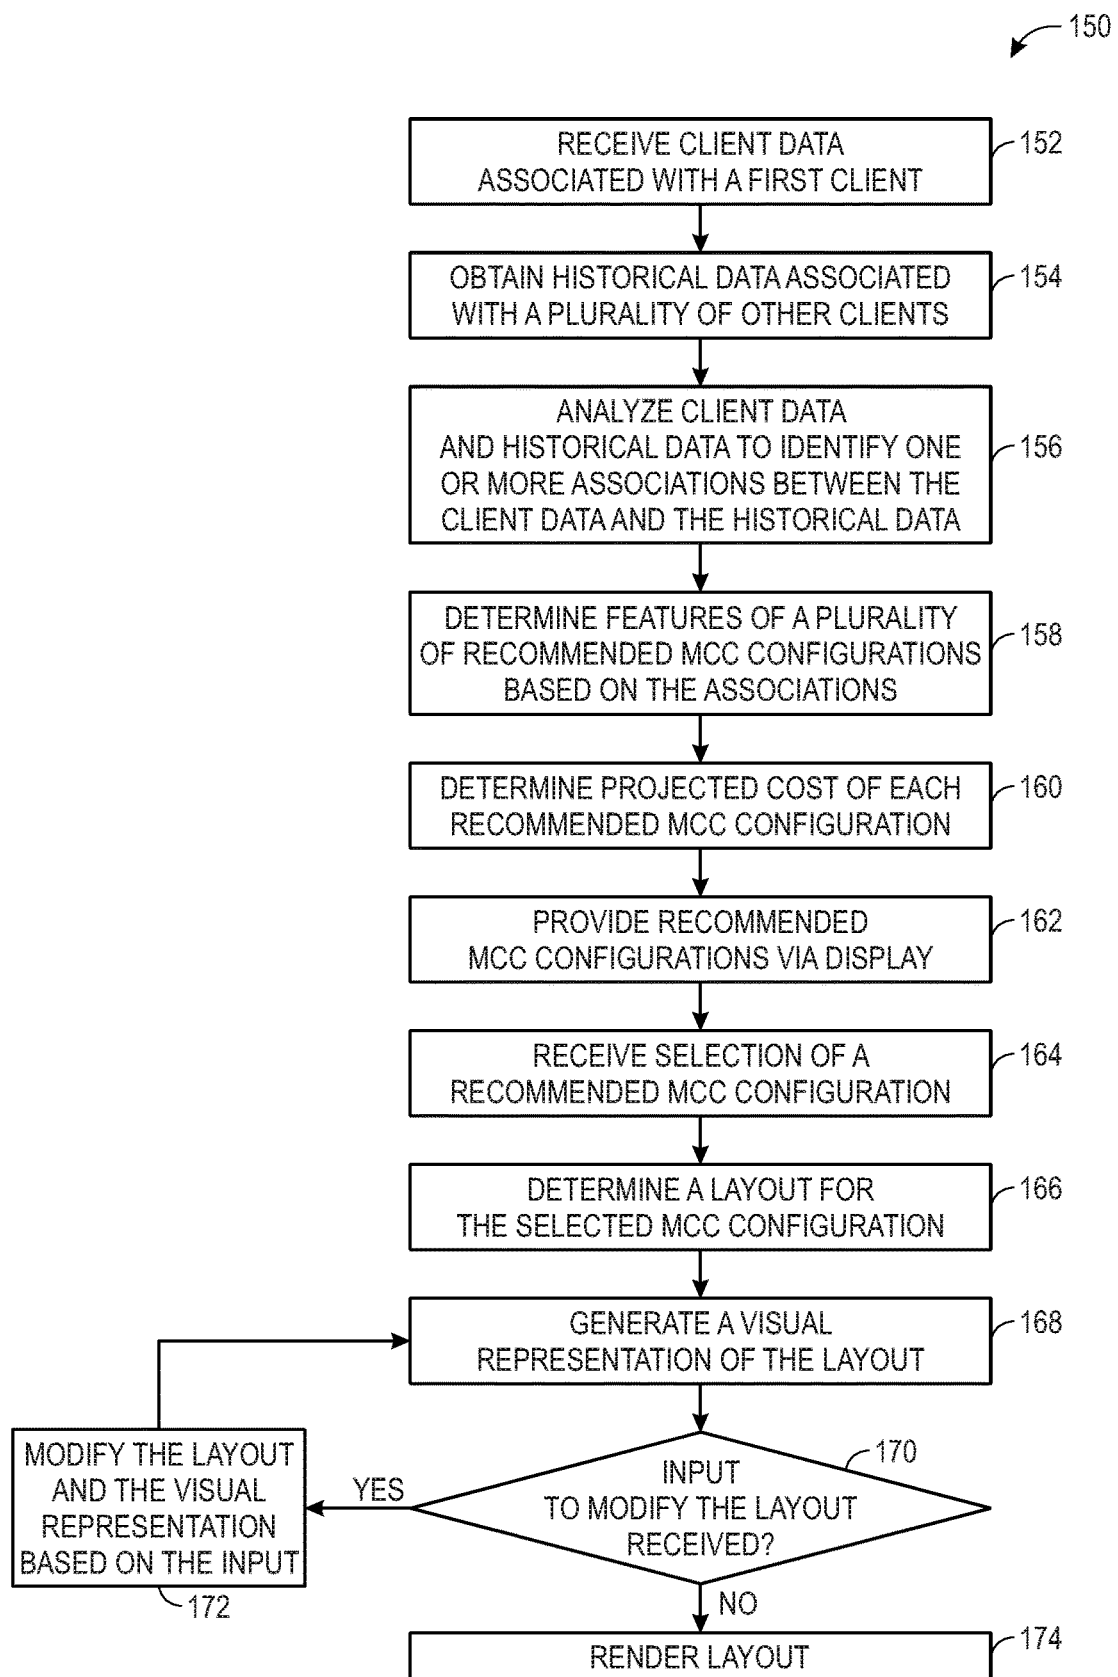 150
RECEIVE CLIENT DATA
ASSOCIATED WITH A FIRST CLIENT
152
OBTAIN HISTORICAL DATA ASSOCIATED
WITH A PLURALITY OF OTHER CLIENTS
154
ANALYZE CLIENT DATA
AND HISTORICAL DATA TO IDENTIFY ONE
OR MORE ASSOCIATIONS BETWEEN THE
CLIENT DATA AND THE HISTORICAL DATA
156
DETERMINE FEATURES OF A PLURALITY
OF RECOMMENDED MCC CONFIGURATIONS
BASED ON THE ASSOCIATIONS
158
DETERMINE PROJECTED COST OF EACH
RECOMMENDED MCC CONFIGURATION
160
PROVIDE RECOMMENDED
MCC CONFIGURATIONS VIA DISPLAY
162
RECEIVE SELECTION OF A
RECOMMENDED MCC CONFIGURATION
164
DETERMINE A LAYOUT FOR
THE SELECTED MCC CONFIGURATION
166
GENERATE A VISUAL
REPRESENTATION OF THE LAYOUT
168
INPUT
TO MODIFY THE LAYOUT
RECEIVED?
170
YES
MODIFY THE LAYOUT
AND THE VISUAL
REPRESENTATION
BASED ON THE INPUT
172
NO
RENDER LAYOUT
174